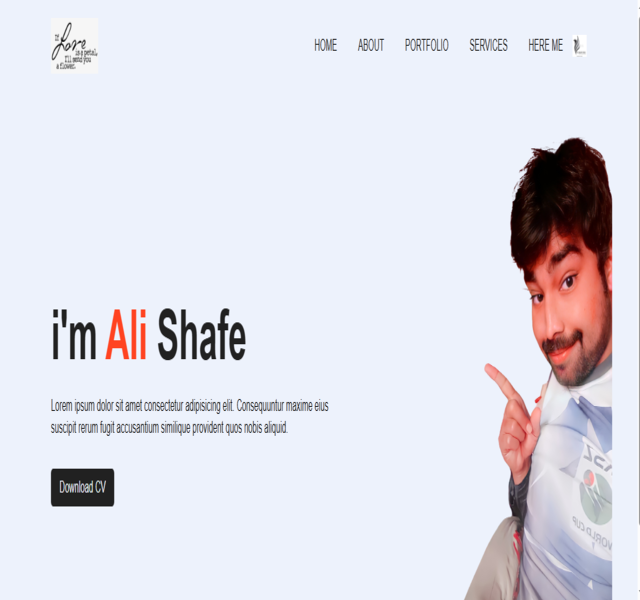 If
Love
is a petal,
I'll send you
a flower.
HOME ABOUT PORTFOLIO SERVICES HERE ME
i'm Ali Shafe
Lorem ipsum dolor sit amet consectetur adipisicing elit. Consequuntur maxime eius
suscipit rerum fugit accusantium similique provident quos nobis aliquid.
Download CV
WORLD CUP